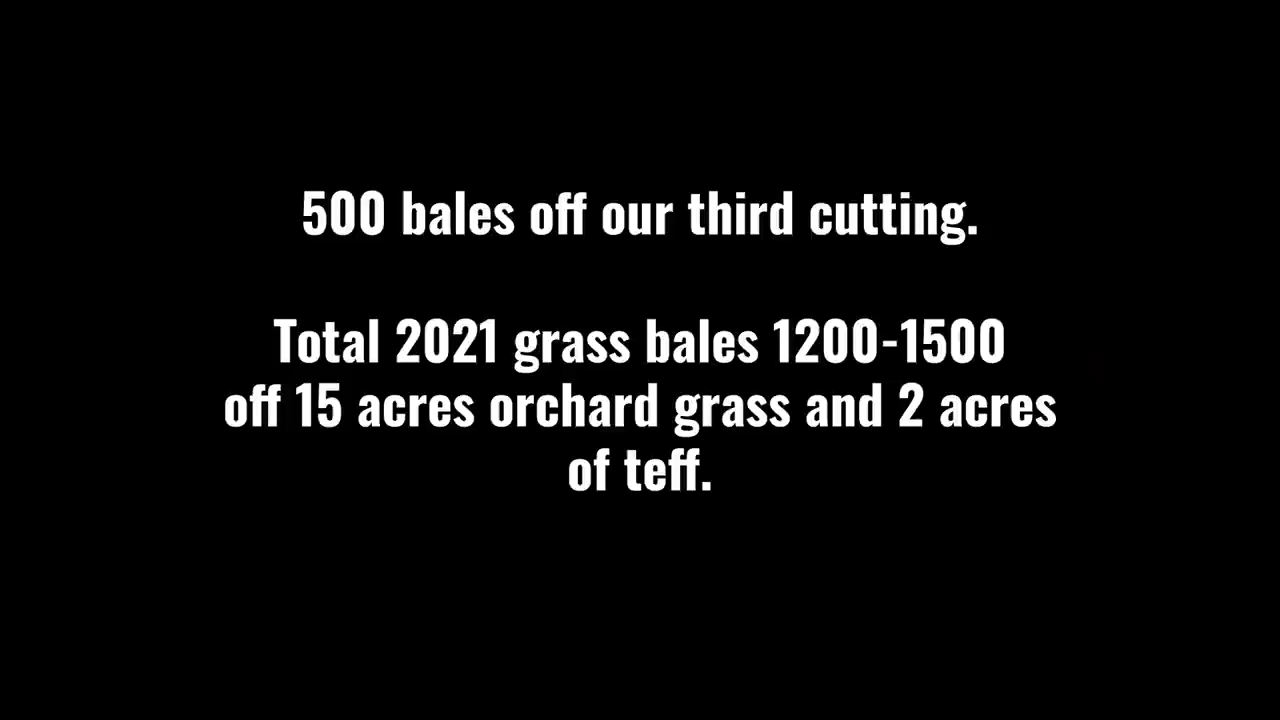 500 bales off our third cutting.
Total 2021 grass bales 1200-1500
off 15 acres orchard grass and 2 acres
of teff.